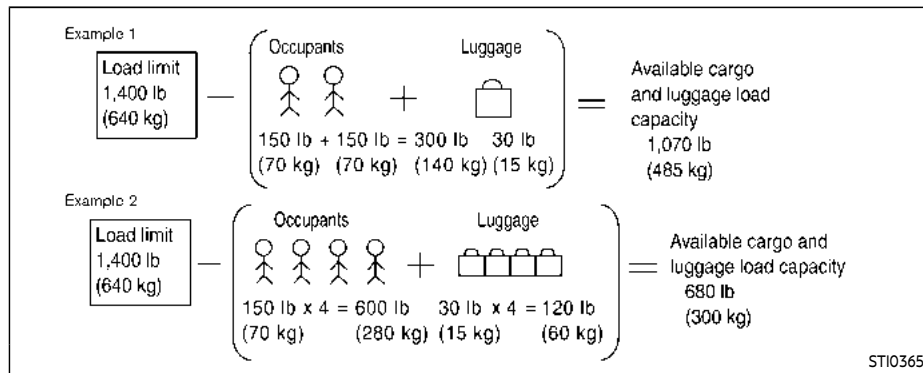 Example 1
Load limit
1,400 lb
(640 kg)
Occupants
Luggage
150 lb + 150 lb = 300 lb 30 lb
(70 kg) (70 kg) (140 kg) (15 kg)
Available cargo
and luggage load
capacity
1,070 lb
(485 kg)
Example 2
Load limit
1,400 lb
(640 kg)
Occupants
Luggage
150 lb x 4 = 600 lb 30 lb x 4 = 120 lb
(70 kg) (280 kg) (15 kg) (60 kg)
Available cargo and
luggage load capacity
680 lb
(300 kg)
STI0365